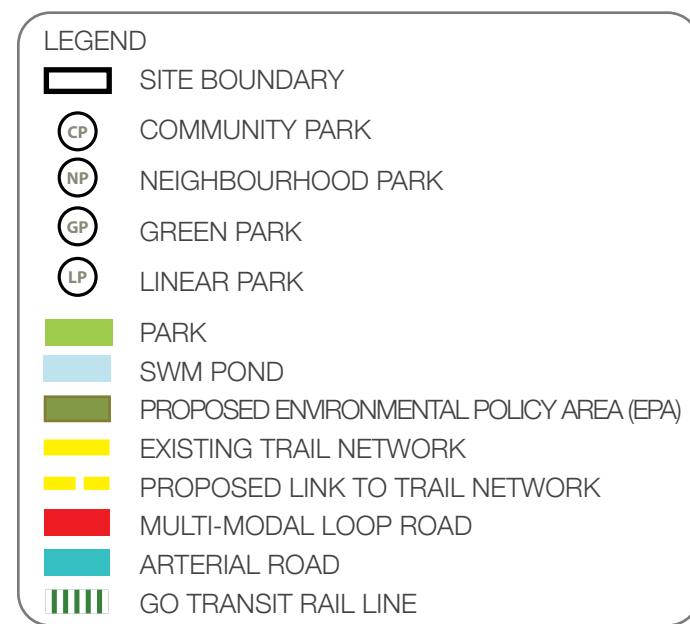 LEGEND
SITE BOUNDARY
CP COMMUNITY PARK
NP NEIGHBOURHOOD PARK
GP GREEN PARK
LP LINEAR PARK
PARK
SWM POND
PROPOSED ENVIRONMENTAL POLICY AREA (EPA)
EXISTING TRAIL NETWORK
PROPOSED LINK TO TRAIL NETWORK
MULTI-MODAL LOOP ROAD
ARTERIAL ROAD
GO TRANSIT RAIL LINE